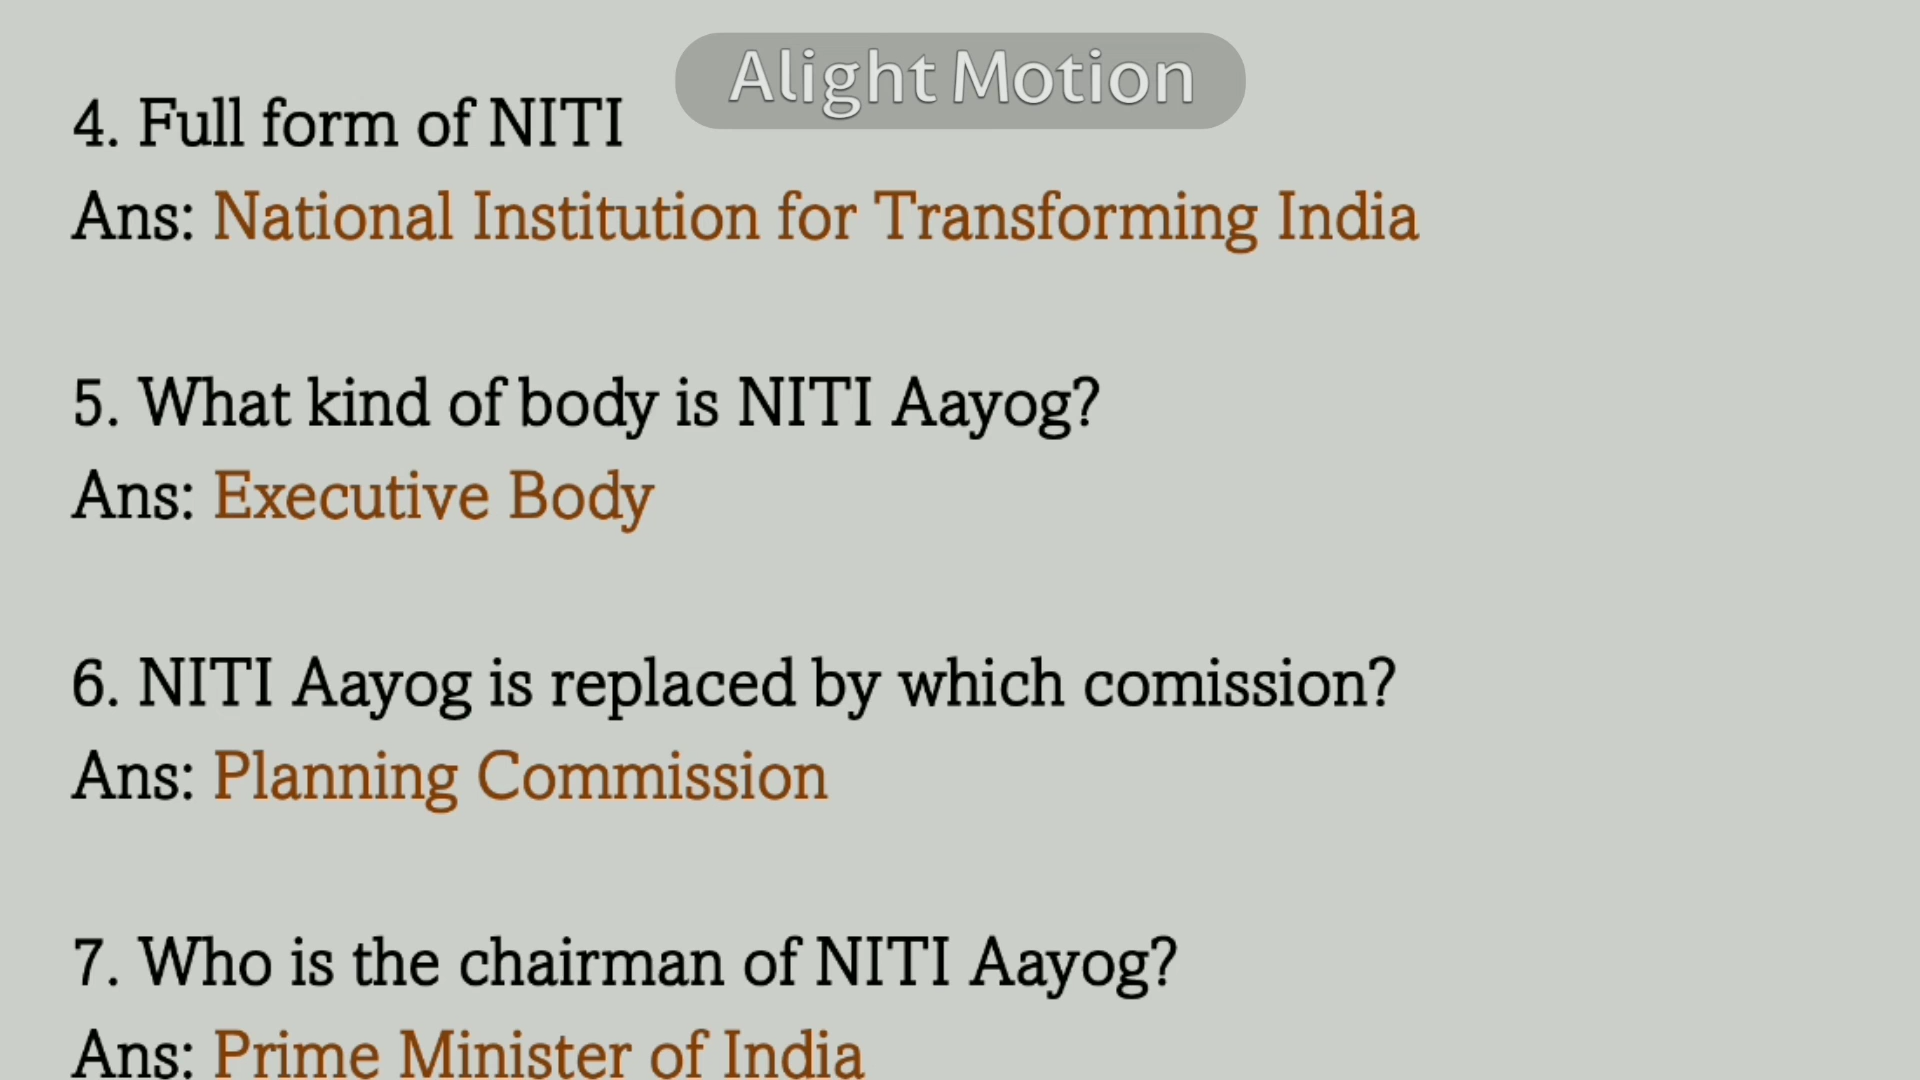 Alight Motion
4. Full form of NITI
Ans: National Institution for Transforming India
5. What kind of body is NITI Aayog?
Ans: Executive Body
6. NITI Aayog is replaced by which comission?
Ans: Planning Commission
7. Who is the chairman of NITI Aayog?
Ans: Prime Minister of India